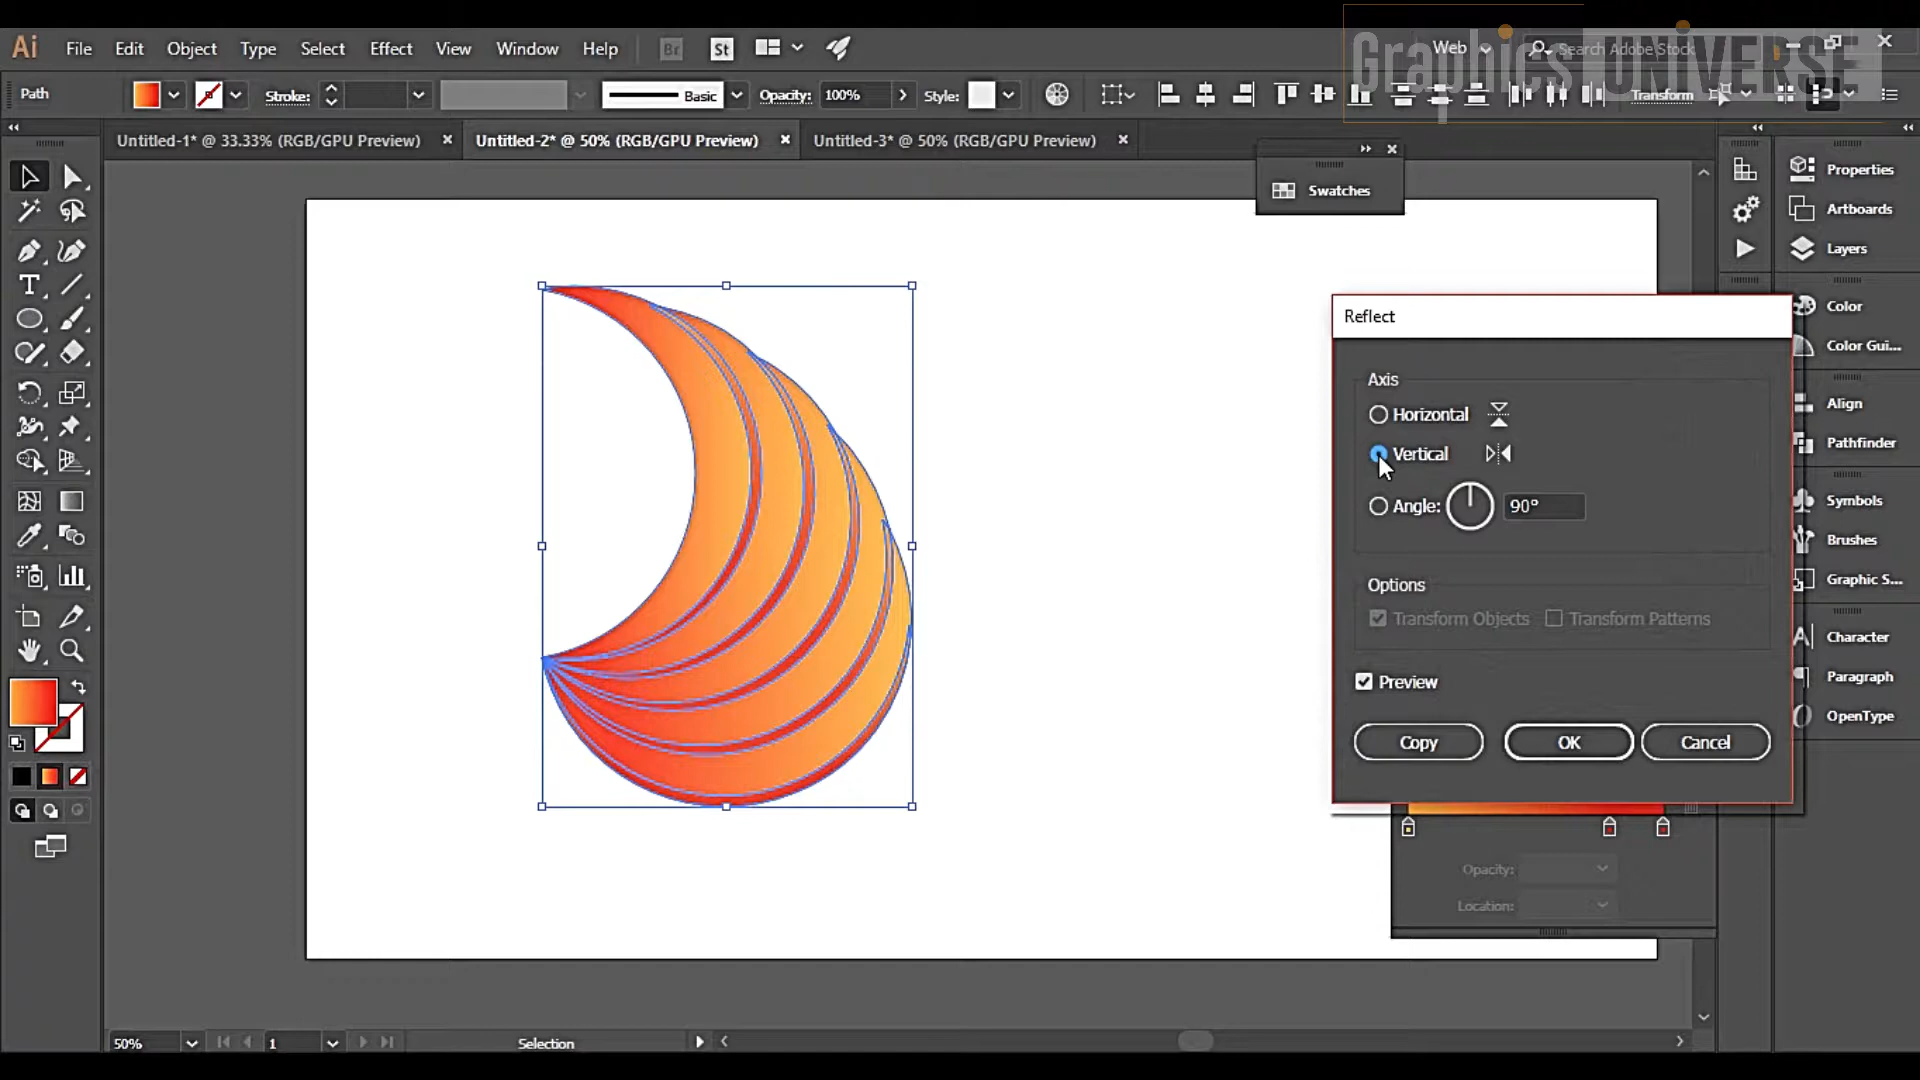 Graphics UNiVERSE
Ai File Edit Object Type Select Effect View Window Help Br St Web Search Adobe Stock
Path Stroke: Basic Opacity: 100% Style: Transform
Untitled-1* @ 33.33% (RGB/GPU Preview) Untitled-2* @ 50% (RGB/GPU Preview) Untitled-3* @ 50% (RGB/GPU Preview)
Swatches
Properties
Artboards
Layers
Color
Color Gui...
Align
Pathfinder
Symbols
Brushes
Graphic S...
Character
Paragraph
OpenType
Reflect
Axis
Horizontal
Vertical
Angle: 90°
Options
Transform Objects Transform Patterns
Preview
Copy OK Cancel
Opacity:
Location:
50% 1 Selection